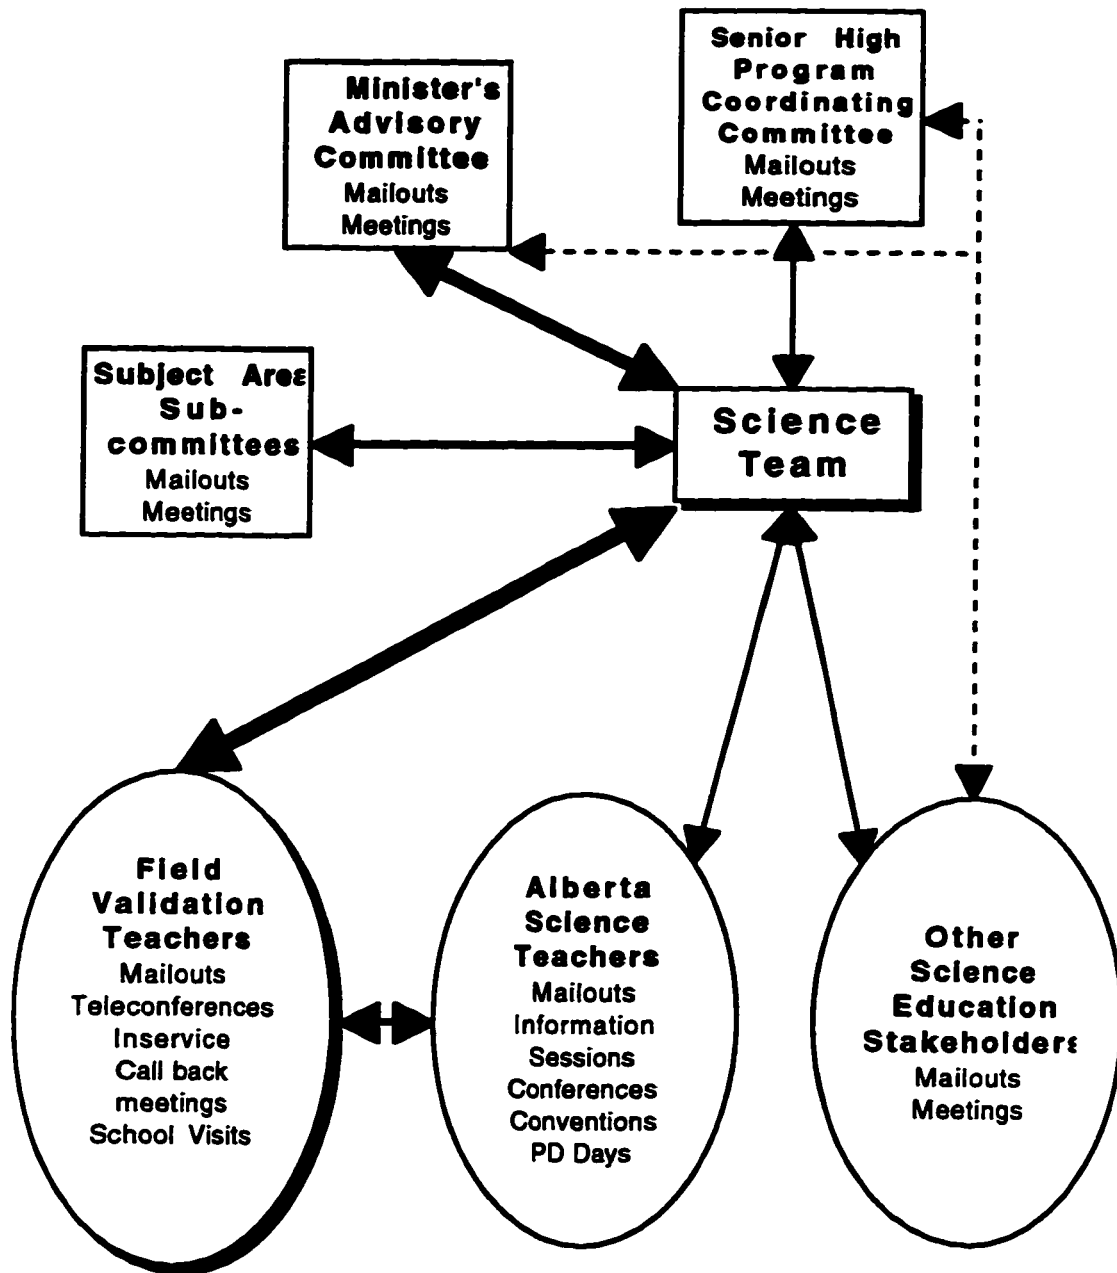 Senior High
Program
Coordinating
Committee
Mailouts
Meetings
Minister's
Advisory
Committee
Mailouts
Meetings
Subject Area
Sub-
committees
Mailouts
Meetings
Science
Team
Field
Validation
Teachers
Mailouts
Teleconferences
Inservice
Call back
meetings
School Visits
Alberta
Science
Teachers
Mailouts
Information
Sessions
Conferences
Conventions
PD Days
Other
Science
Education
Stakeholders
Mailouts
Meetings